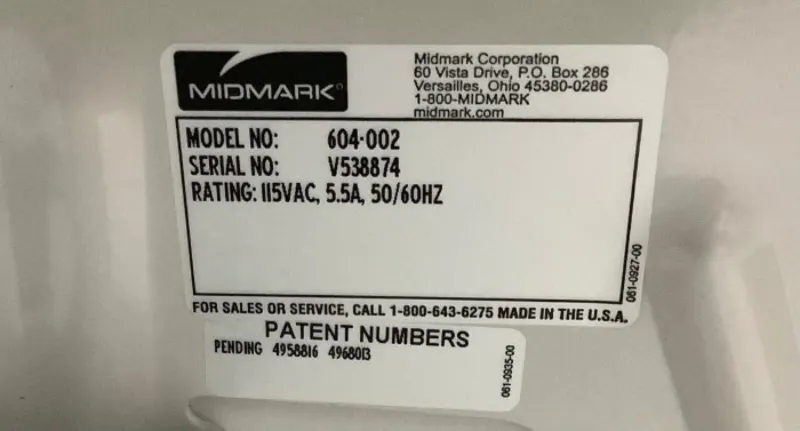 MIDMARK®
Midmark Corporation
60 Vista Drive, P.O. Box 286
Versailles, Ohio 45380-0286
1-800-MIDMARK
midmark.com
MODEL NO: 604-002
SERIAL NO: V538874
RATING: 115VAC, 5.5A, 50/60HZ
061-0927-00
FOR SALES OR SERVICE, CALL 1-800-643-6275 MADE IN THE U.S.A.
PATENT NUMBERS
PENDING 4958816 4968013
061-0935-00